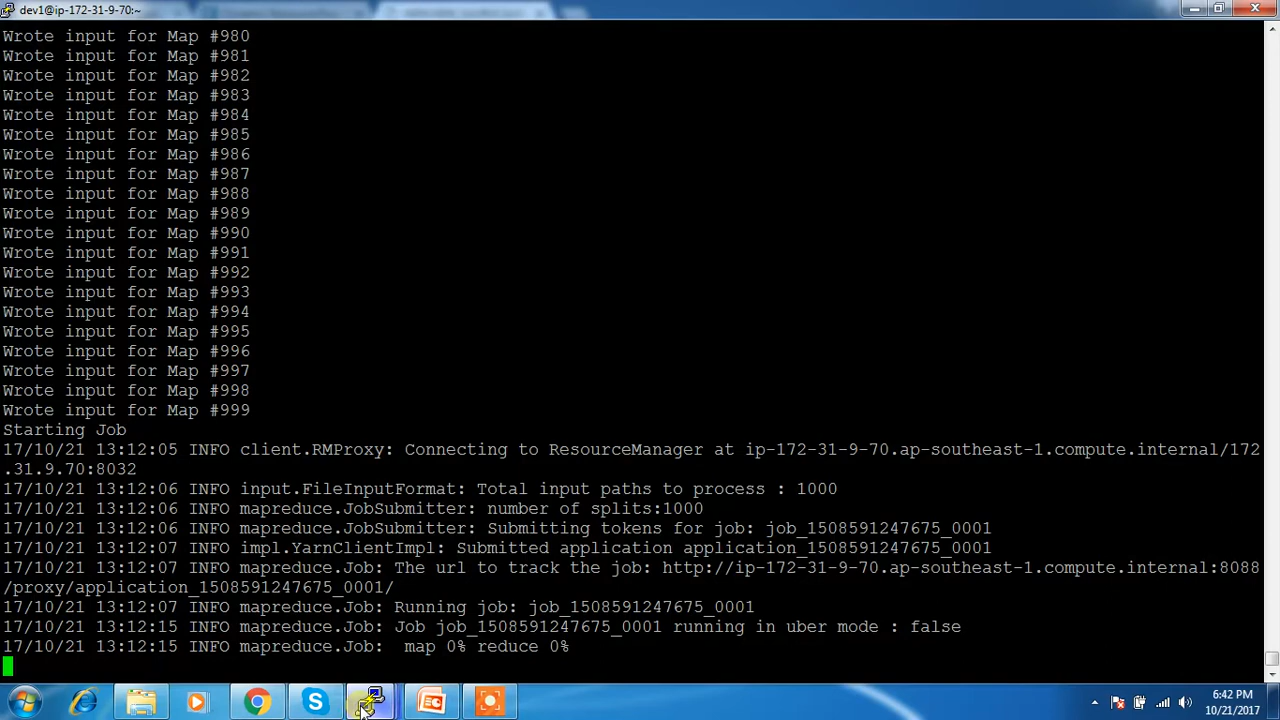 dev1@ip-172-31-9-70:~
Wrote input for Map #980
Wrote input for Map #981
Wrote input for Map #982
Wrote input for Map #983
Wrote input for Map #984
Wrote input for Map #985
Wrote input for Map #986
Wrote input for Map #987
Wrote input for Map #988
Wrote input for Map #989
Wrote input for Map #990
Wrote input for Map #991
Wrote input for Map #992
Wrote input for Map #993
Wrote input for Map #994
Wrote input for Map #995
Wrote input for Map #996
Wrote input for Map #997
Wrote input for Map #998
Wrote input for Map #999
Starting Job
17/10/21 13:12:05 INFO client.RMProxy: Connecting to ResourceManager at ip-172-31-9-70.ap-southeast-1.compute.internal/172
.31.9.70:8032
17/10/21 13:12:06 INFO input.FileInputFormat: Total input paths to process : 1000
17/10/21 13:12:06 INFO mapreduce.JobSubmitter: number of splits:1000
17/10/21 13:12:06 INFO mapreduce.JobSubmitter: Submitting tokens for job: job_1508591247675_0001
17/10/21 13:12:07 INFO impl.YarnClientImpl: Submitted application application_1508591247675_0001
17/10/21 13:12:07 INFO mapreduce.Job: The url to track the job: http://ip-172-31-9-70.ap-southeast-1.compute.internal:8088
/proxy/application_1508591247675_0001/
17/10/21 13:12:07 INFO mapreduce.Job: Running job: job_1508591247675_0001
17/10/21 13:12:15 INFO mapreduce.Job: Job job_1508591247675_0001 running in uber mode : false
17/10/21 13:12:15 INFO mapreduce.Job:  map 0% reduce 0%
6:42 PM
10/21/2017